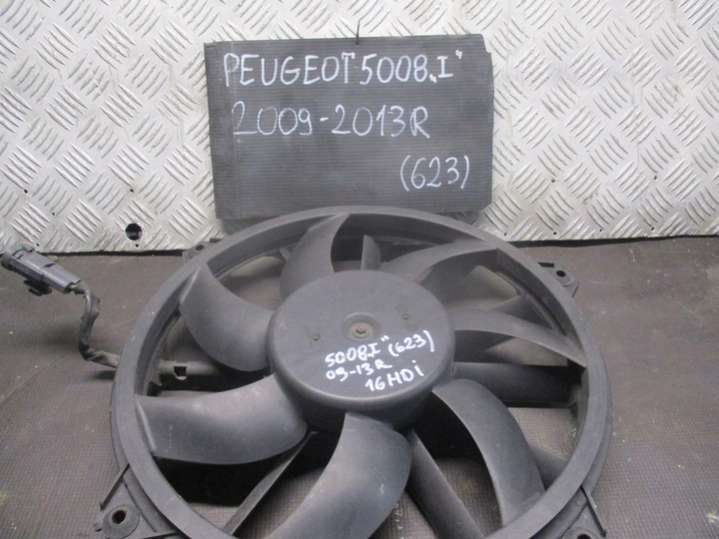 PEUGEOT 5008 „I"
2009-2013R
(623)
5008I" (623)
09-13R
16HDi